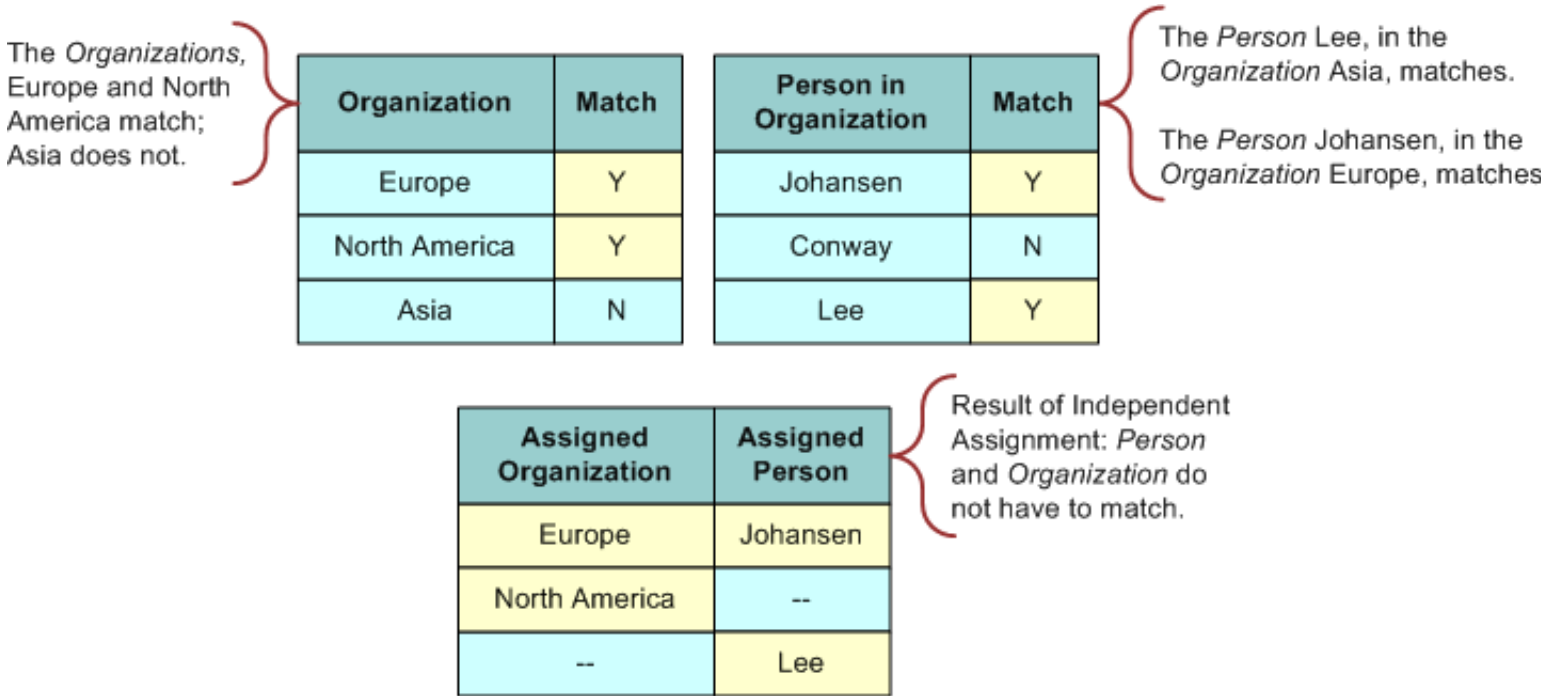 The Organizations,
Europe and North
America match;
Asia does not.
Organization Match
Europe Y
North America Y
Asia N
Person in
Organization
Match
Johansen Y
Conway N
Lee Y
The Person Lee, in the
Organization Asia, matches.
The Person Johansen, in the
Organization Europe, matches
Assigned
Organization
Assigned
Person
Europe Johansen
North America --
-- Lee
Result of Independent
Assignment: Person
and Organization do
not have to match.